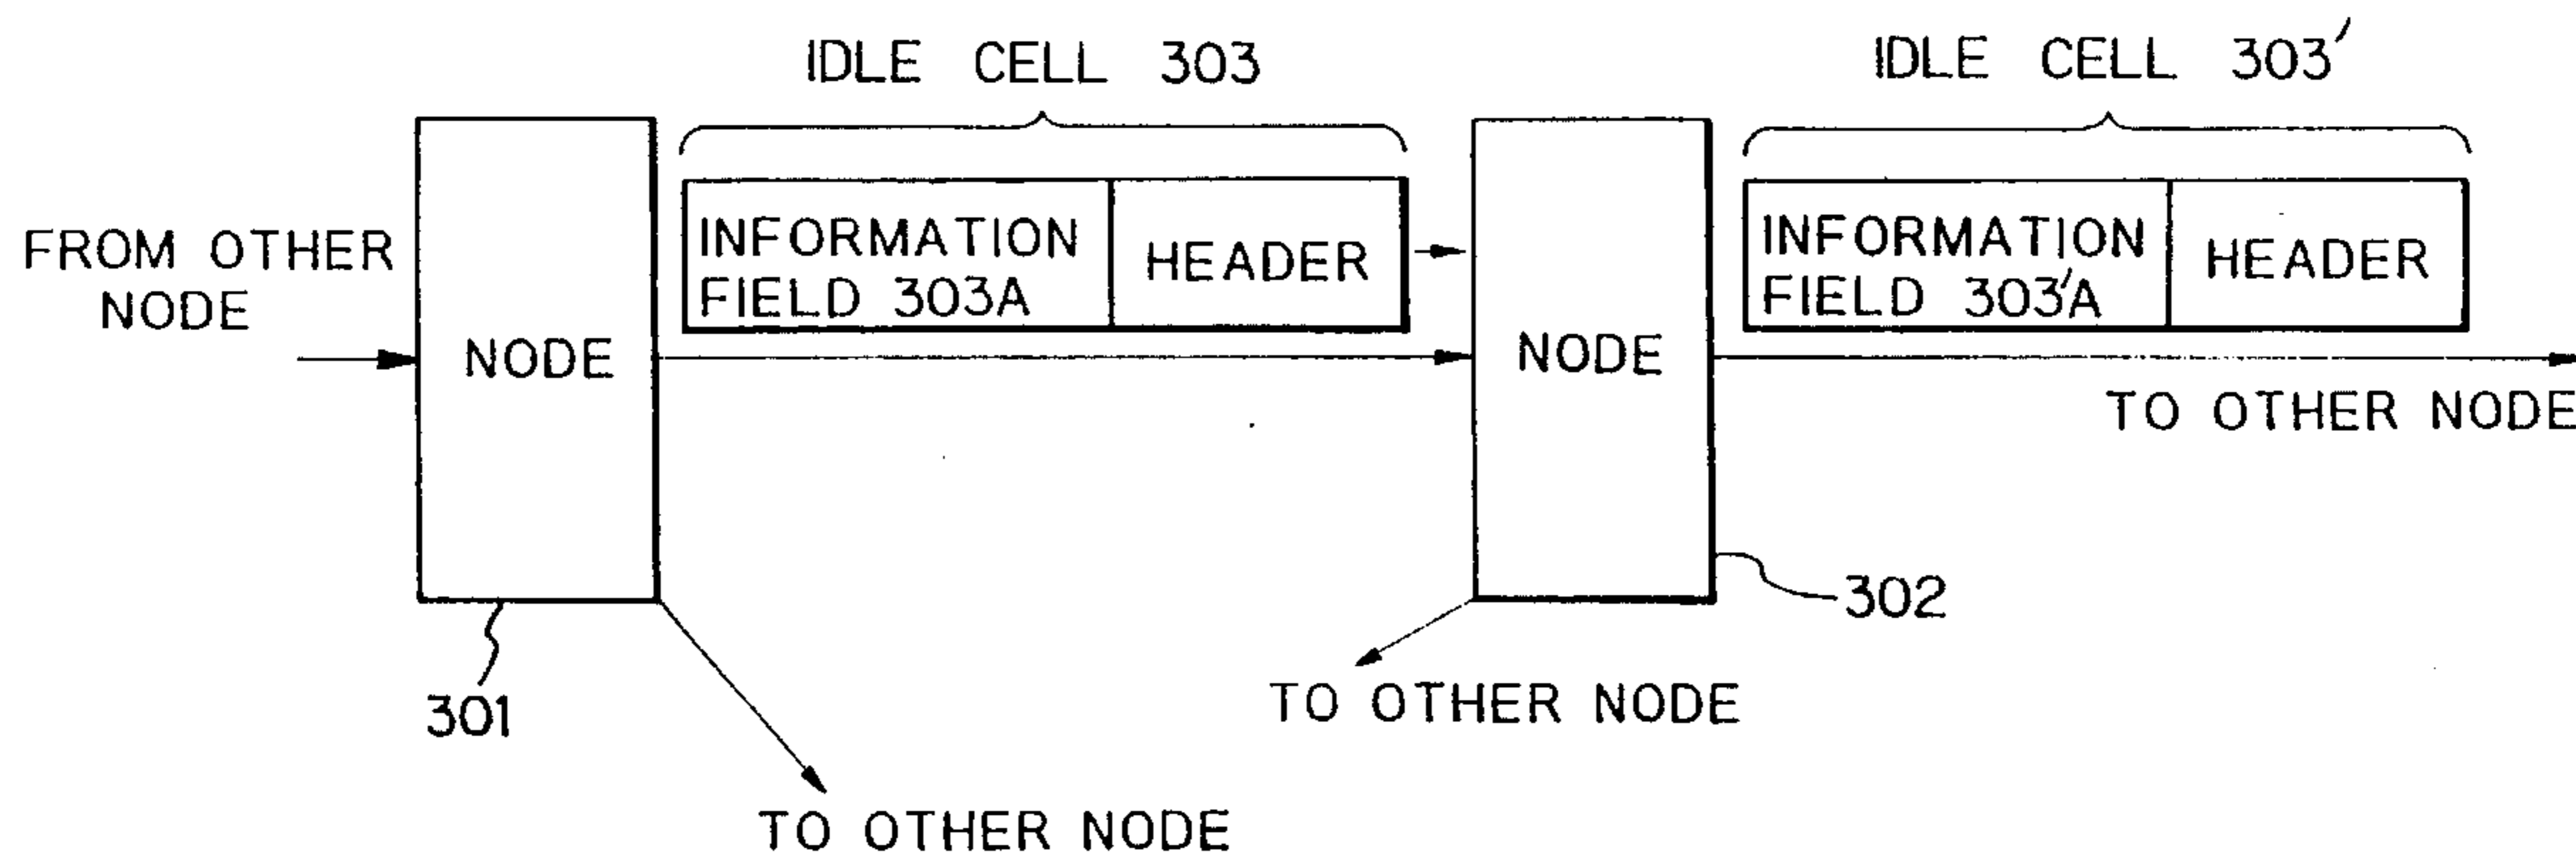 IDLE CELL 303
IDLE CELL 303′
FROM OTHER
NODE
NODE
INFORMATION
FIELD 303A
HEADER
NODE
INFORMATION
FIELD 303′A
HEADER
TO OTHER NODE
302
301
TO OTHER NODE
TO OTHER NODE